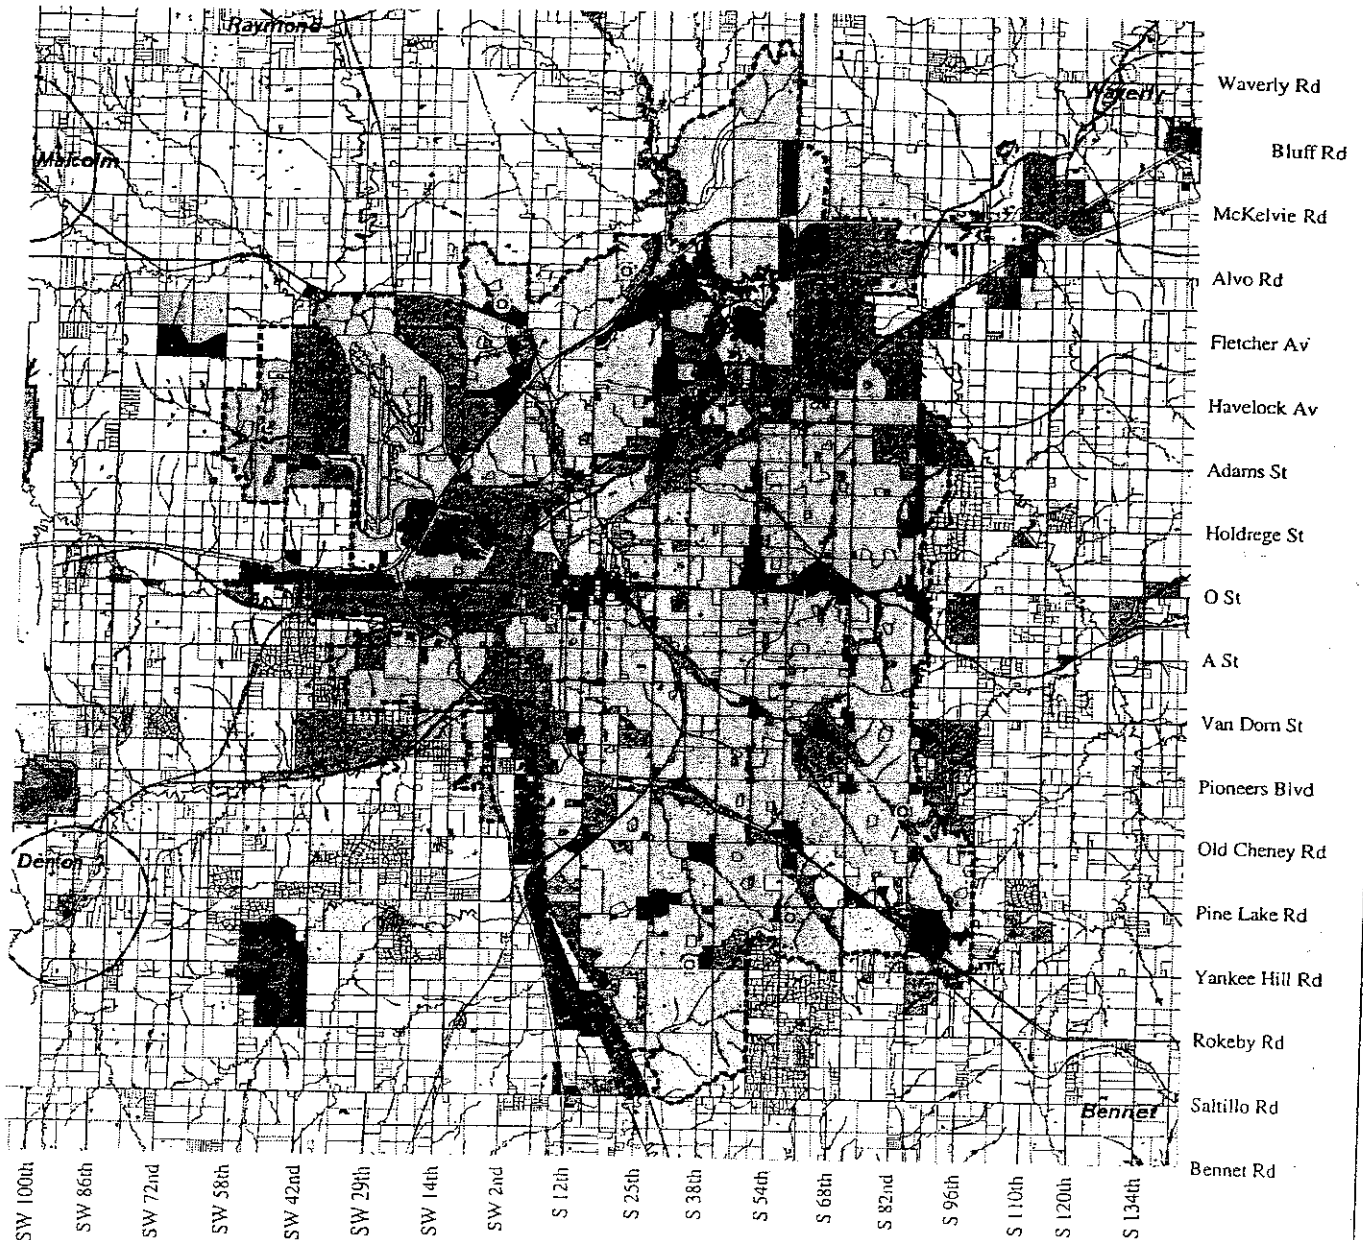 Raymond
Waverly Rd
Waverly
Bluff Rd
Malcolm
McKelvie Rd
Alvo Rd
Fletcher Av
Havelock Av
Adams St
Holdrege St
O St
A St
Van Dorn St
Pioneers Blvd
Old Cheney Rd
Denton
Pine Lake Rd
Yankee Hill Rd
Rokeby Rd
Saltillo Rd
Bennet
Bennet Rd
SW 100th
SW 86th
SW 72nd
SW 58th
SW 42nd
SW 29th
SW 14th
SW 2nd
S 12th
S 25th
S 38th
S 54th
S 68th
S 82nd
S 96th
S 110th
S 120th
S 134th